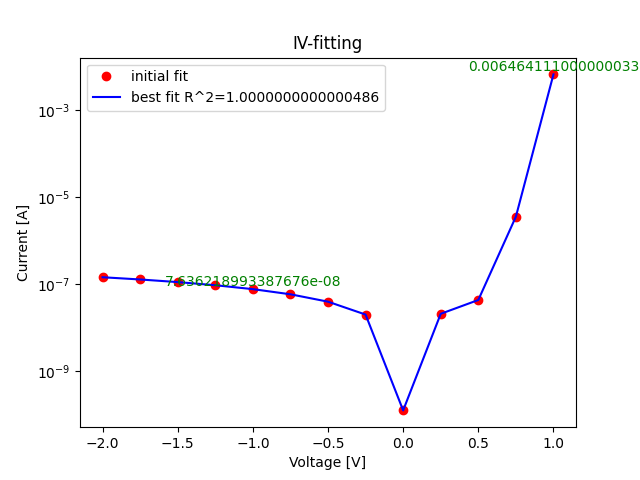 IV-fitting
0.006464111000000033
initial fit
best fit R^2=1.0000000000000486
10⁻³
10⁻⁵
10⁻⁷
10⁻⁹
7.636218993387676e-08
Current [A]
−2.0 −1.5 −1.0 −0.5 0.0 0.5 1.0
Voltage [V]